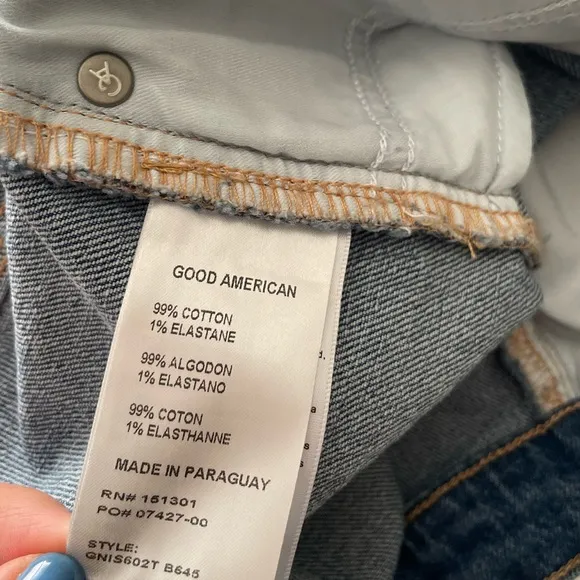 GOOD AMERICAN
99% COTTON
1% ELASTANE
99% ALGODON
1% ELASTANO
99% COTON
1% ELASTHANNE
MADE IN PARAGUAY
RN# 151301
PO# 07427-00
STYLE:
GNIS602T B645